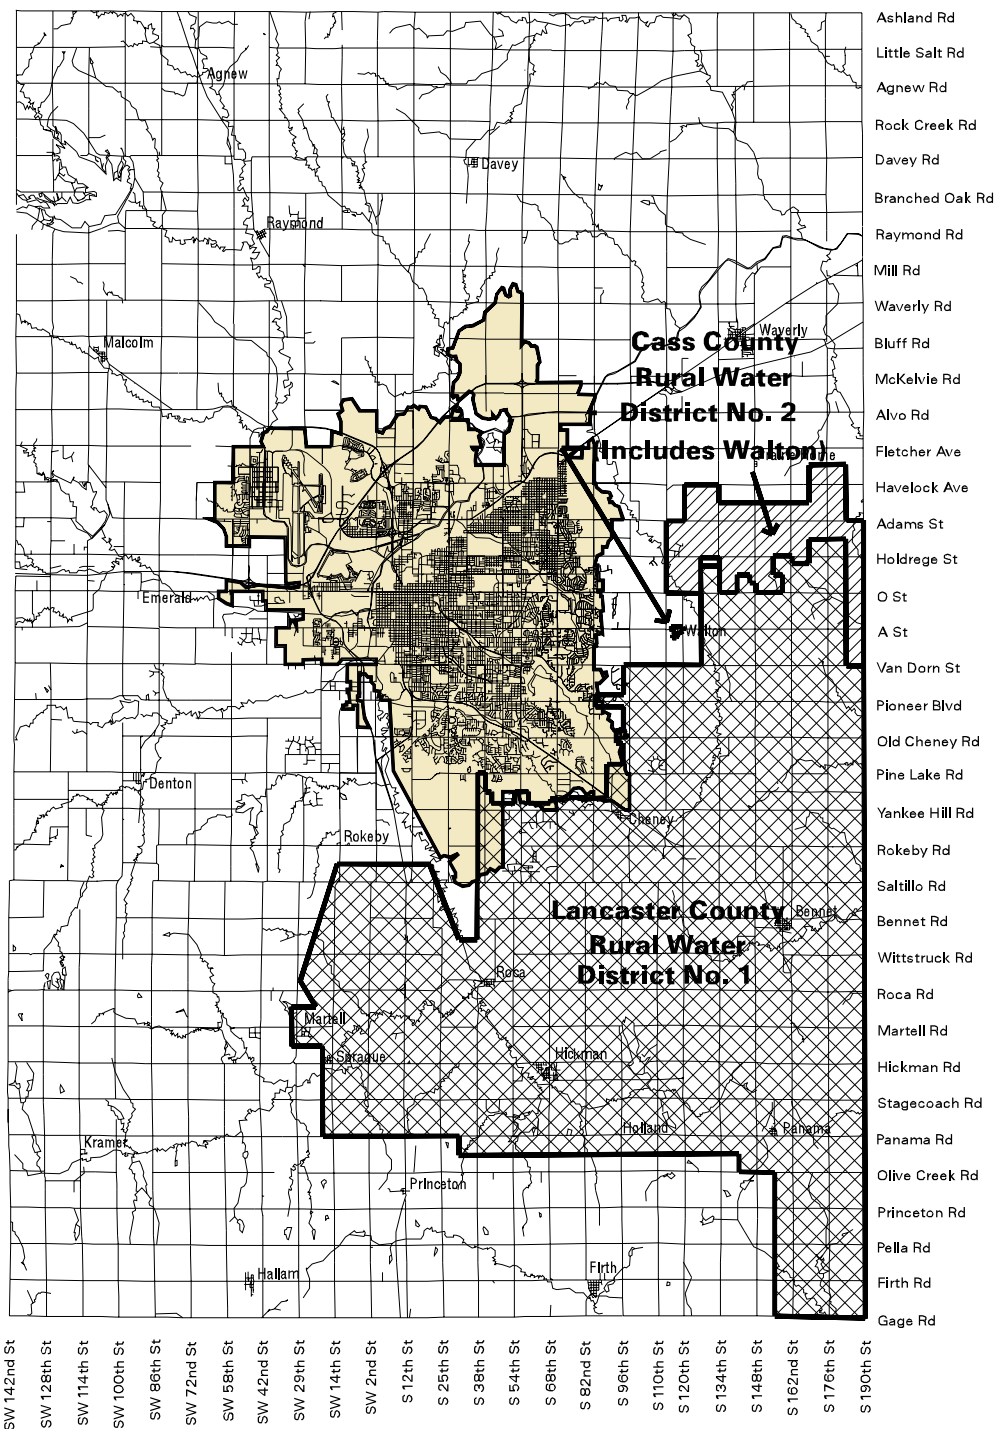 Ashland Rd
Little Salt Rd
Agnew
Agnew Rd
Rock Creek Rd
Davey
Davey Rd
Branched Oak Rd
Raymond
Raymond Rd
Mill Rd
Waverly Rd
Waverly
Malcolm
Cass County
Bluff Rd
Rural Water
McKelvie Rd
District No. 2
Alvo Rd
(Includes Walton)
Fletcher Ave
Havelock Ave
Adams St
Holdrege St
Emerald
O St
Walton
A St
Van Dorn St
Pioneer Blvd
Old Cheney Rd
Denton
Pine Lake Rd
Cheney
Yankee Hill Rd
Rokeby
Rokeby Rd
Saltillo Rd
Lancaster County
Bennet
Bennet Rd
Rural Water
Wittstruck Rd
District No. 1
Roca
Roca Rd
Martell
Martell Rd
Sprague
Hickman
Hickman Rd
Stagecoach Rd
Kramer
Holland
Panama
Panama Rd
Princeton
Olive Creek Rd
Princeton Rd
Pella Rd
Hallam
Firth
Firth Rd
Gage Rd
SW 142nd St
SW 128th St
SW 114th St
SW 100th St
SW 86th St
SW 72nd St
SW 58th St
SW 42nd St
SW 29th St
SW 14th St
SW 2nd St
S 12th St
S 25th St
S 38th St
S 54th St
S 68th St
S 82nd St
S 96th St
S 110th St
S 120th St
S 134th St
S 148th St
S 162nd St
S 176th St
S 190th St